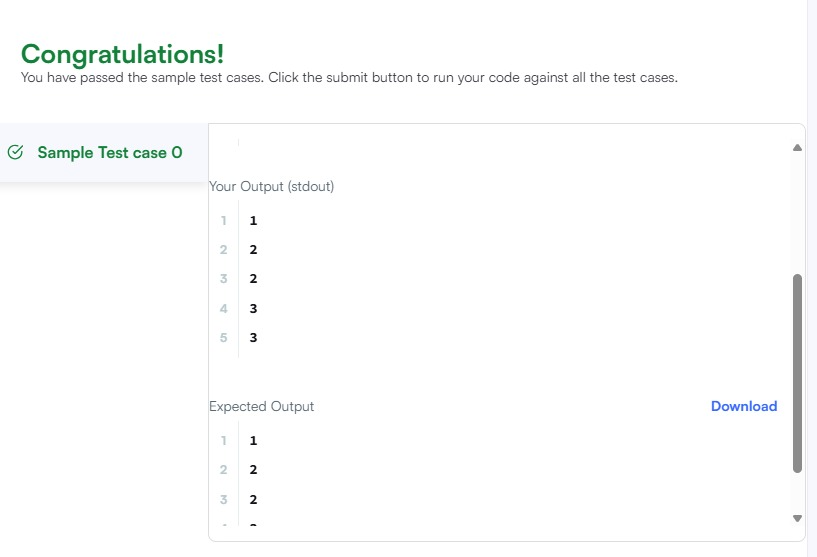 Congratulations!
You have passed the sample test cases. Click the submit button to run your code against all the test cases.
Sample Test case 0
Your Output (stdout)
1 1
2 2
3 2
4 3
5 3
Expected Output Download
1 1
2 2
3 2